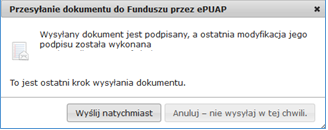 Przesyłanie dokumentu do Funduszu przez ePUAP
Wysyłany dokument jest podpisany, a ostatnia modyfikacja jego
podpisu została wykonana
To jest ostatni krok wysyłania dokumentu.
Wyślij natychmiast
Anuluj – nie wysyłaj w tej chwili.